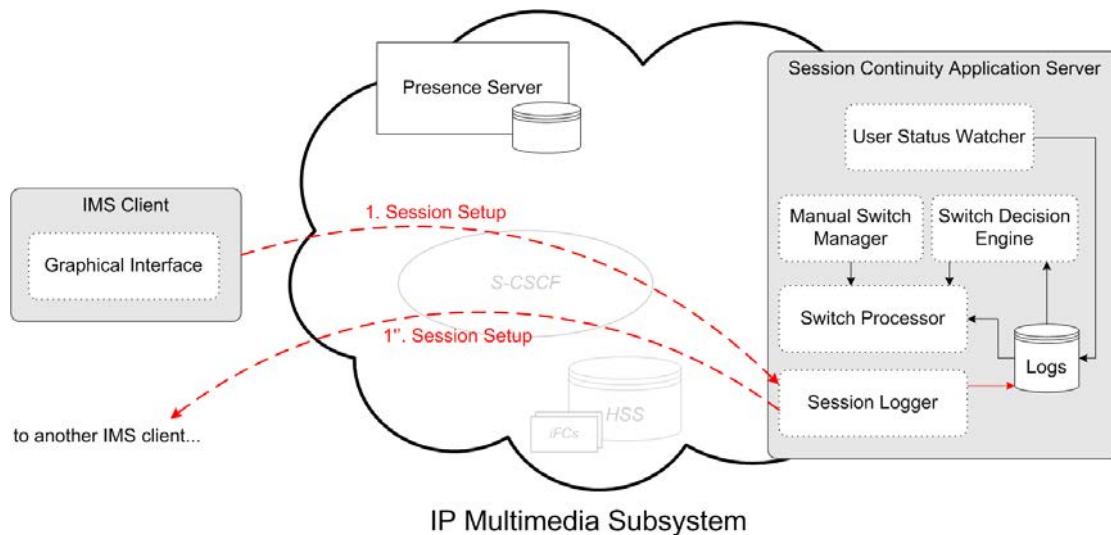 Presence Server
Session Continuity Application Server
User Status Watcher
Manual Switch
Manager
Switch Decision
Engine
Switch Processor
Logs
Session Logger
IMS Client
Graphical Interface
1. Session Setup
S-CSCF
1". Session Setup
HSS
iFCs
to another IMS client...
IP Multimedia Subsystem